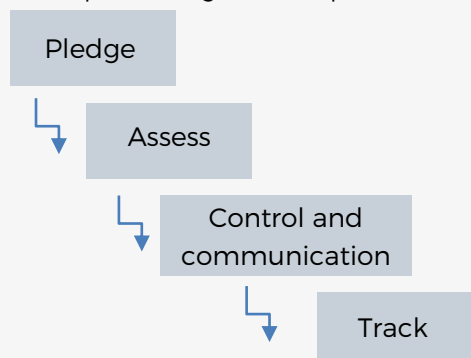 Pledge
Assess
Control and
communication
Track